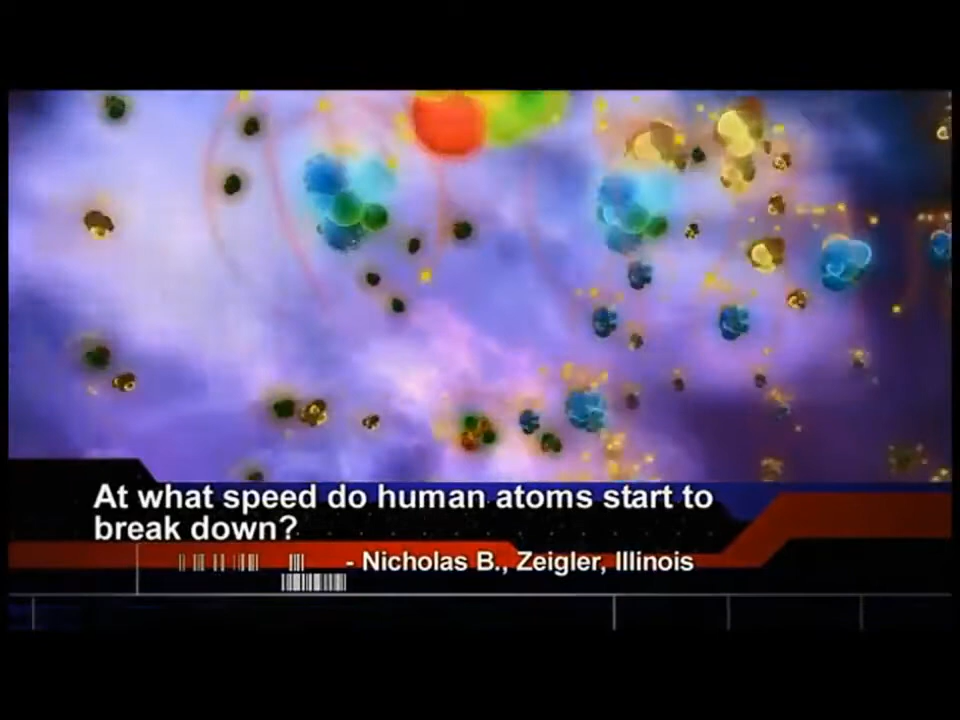 At what speed do human atoms start to
break down?
- Nicholas B., Zeigler, Illinois